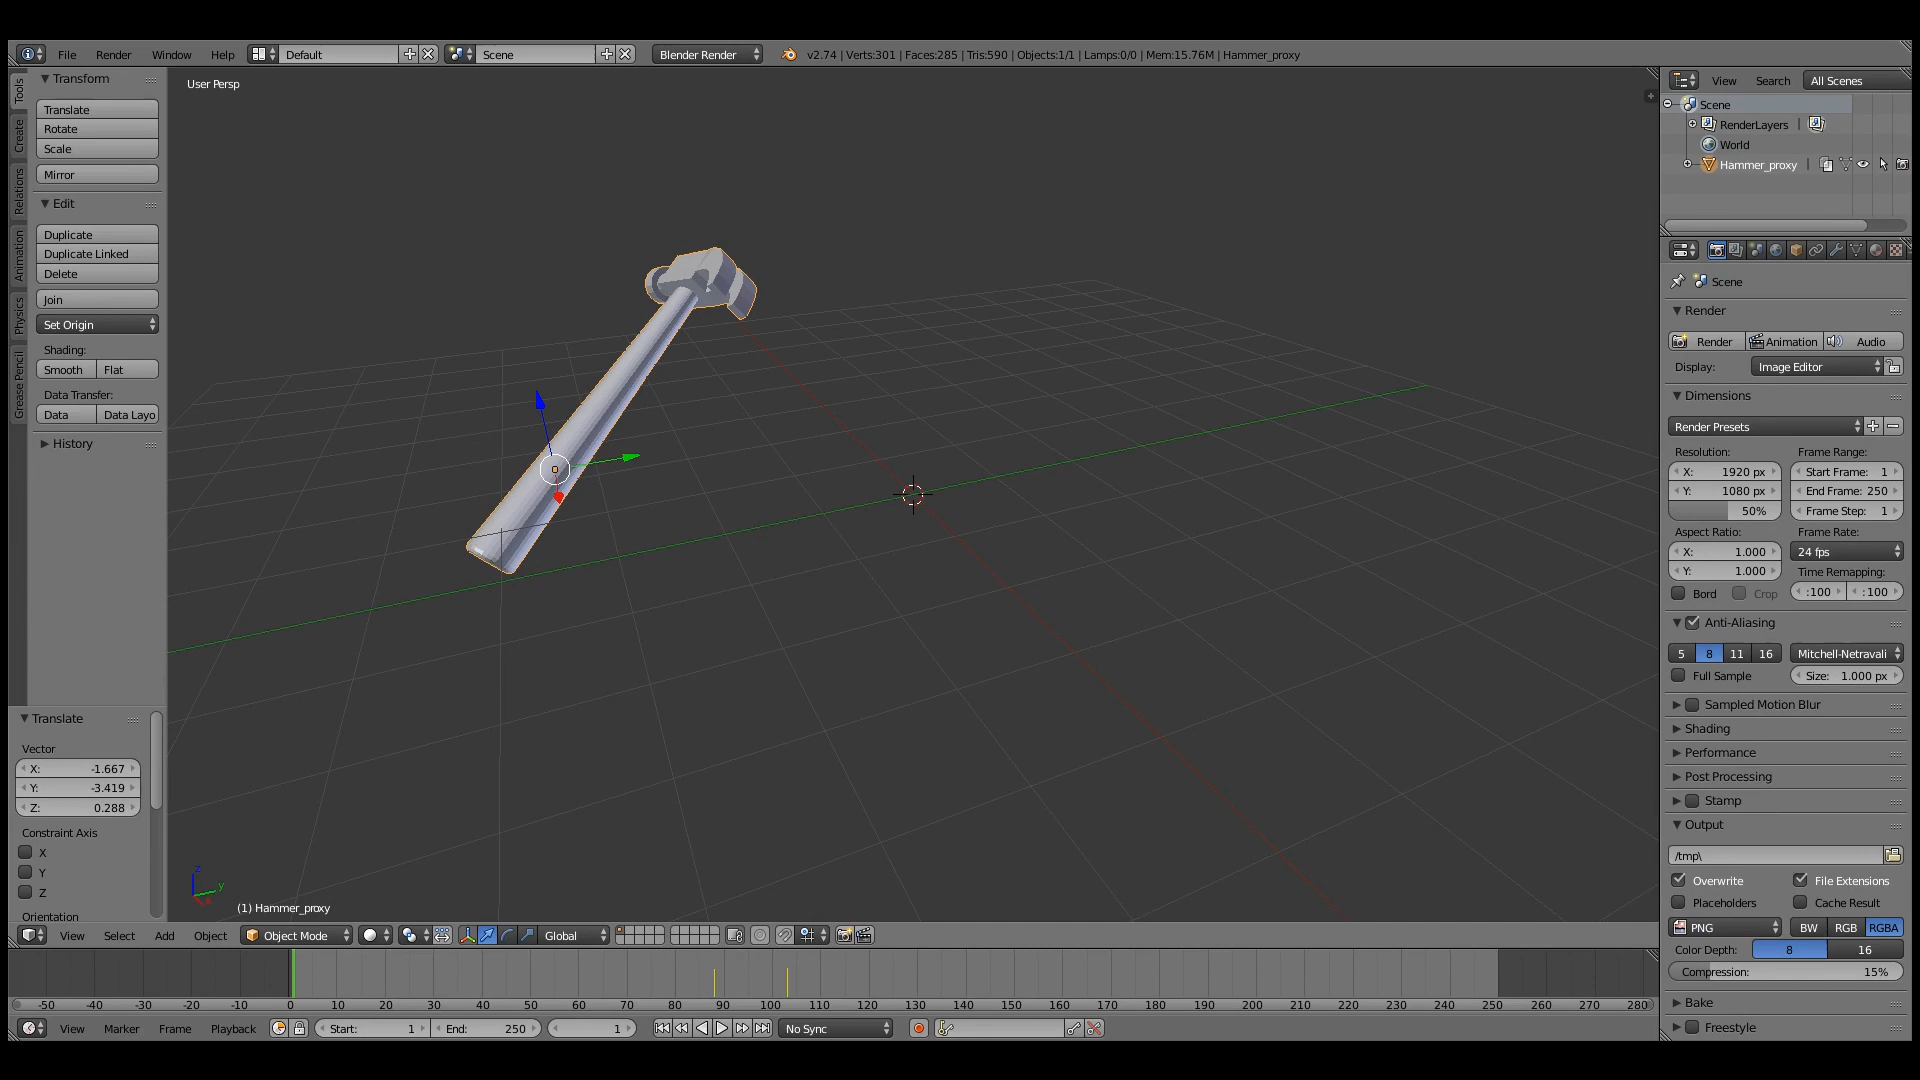 File Render Window Help Default Scene Blender Render v2.74 | Verts:301 | Faces:285 | Tris:590 | Objects:1/1 | Lamps:0/0 | Mem:15.76M | Hammer_proxy
Tools
Create
Relations
Animation
Physics
Grease Pencil
Transform
Translate
Rotate
Scale
Mirror
Edit
Duplicate
Duplicate Linked
Delete
Join
Set Origin
Shading:
Smooth Flat
Data Transfer:
Data Data Layo
History
Translate
Vector
X: -1.667
Y: -3.419
Z: 0.288
Constraint Axis
X
Y
Z
Orientation
User Persp
z
y
(1) Hammer_proxy
View Select Add Object Object Mode Global
-50 -40 -30 -20 -10 0 10 20 30 40 50 60 70 80 90 100 110 120 130 140 150 160 170 180 190 200 210 220 230 240 250 260 270 280
View Marker Frame Playback Start: 1 End: 250 1 No Sync
View Search All Scenes
Scene
RenderLayers |
World
Hammer_proxy |
Scene
Render
Render Animation Audio
Display: Image Editor
Dimensions
Render Presets
Resolution: Frame Range:
X: 1920 px Start Frame: 1
Y: 1080 px End Frame: 250
50% Frame Step: 1
Aspect Ratio: Frame Rate:
X: 1.000 24 fps
Y: 1.000 Time Remapping:
Bord Crop :100 :100
Anti-Aliasing
5 8 11 16 Mitchell-Netravali
Full Sample Size: 1.000 px
Sampled Motion Blur
Shading
Performance
Post Processing
Stamp
Output
/tmp\
Overwrite File Extensions
Placeholders Cache Result
PNG BW RGB RGBA
Color Depth: 8 16
Compression: 15%
Bake
Freestyle